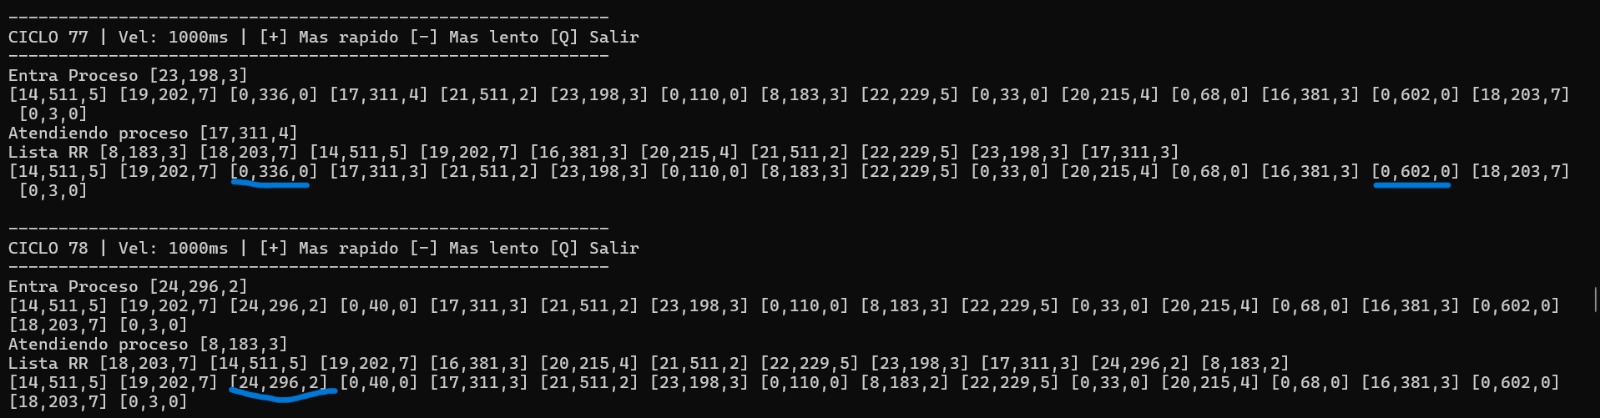 ------------------------------------------------------------
CICLO 77 | Vel: 1000ms | [+] Mas rapido [-] Mas lento [Q] Salir
------------------------------------------------------------
Entra Proceso [23,198,3]
[14,511,5] [19,202,7] [0,336,0] [17,311,4] [21,511,2] [23,198,3] [0,110,0] [8,183,3] [22,229,5] [0,33,0] [20,215,4] [0,68,0] [16,381,3] [0,602,0] [18,203,7]
[0,3,0]
Atendiendo proceso [17,311,4]
Lista RR [8,183,3] [18,203,7] [14,511,5] [19,202,7] [16,381,3] [20,215,4] [21,511,2] [22,229,5] [23,198,3] [17,311,3]
[14,511,5] [19,202,7] [0,336,0] [17,311,3] [21,511,2] [23,198,3] [0,110,0] [8,183,3] [22,229,5] [0,33,0] [20,215,4] [0,68,0] [16,381,3] [0,602,0] [18,203,7]
[0,3,0]
------------------------------------------------------------
CICLO 78 | Vel: 1000ms | [+] Mas rapido [-] Mas lento [Q] Salir
------------------------------------------------------------
Entra Proceso [24,296,2]
[14,511,5] [19,202,7] [24,296,2] [0,40,0] [17,311,3] [21,511,2] [23,198,3] [0,110,0] [8,183,3] [22,229,5] [0,33,0] [20,215,4] [0,68,0] [16,381,3] [0,602,0]
[18,203,7] [0,3,0]
Atendiendo proceso [8,183,3]
Lista RR [18,203,7] [14,511,5] [19,202,7] [16,381,3] [20,215,4] [21,511,2] [22,229,5] [23,198,3] [17,311,3] [24,296,2] [8,183,2]
[14,511,5] [19,202,7] [24,296,2] [0,40,0] [17,311,3] [21,511,2] [23,198,3] [0,110,0] [8,183,2] [22,229,5] [0,33,0] [20,215,4] [0,68,0] [16,381,3] [0,602,0]
[18,203,7] [0,3,0]